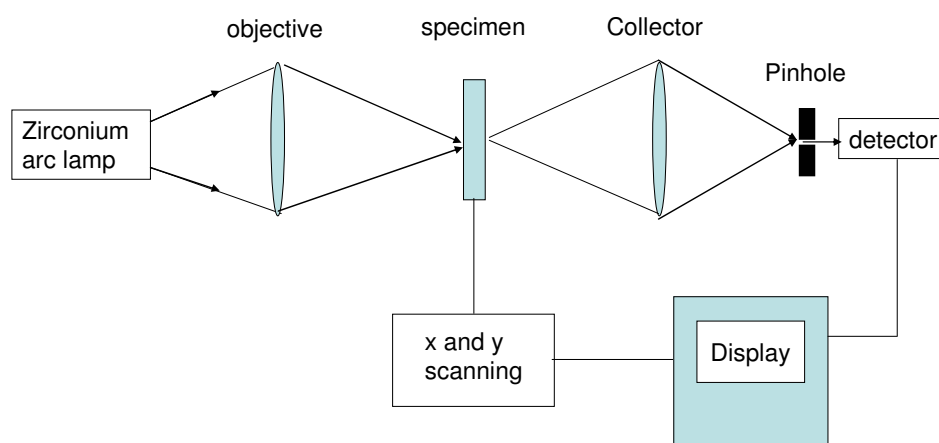 objective
specimen
Collector
Pinhole
Zirconium
arc lamp
detector
x and y
scanning
Display